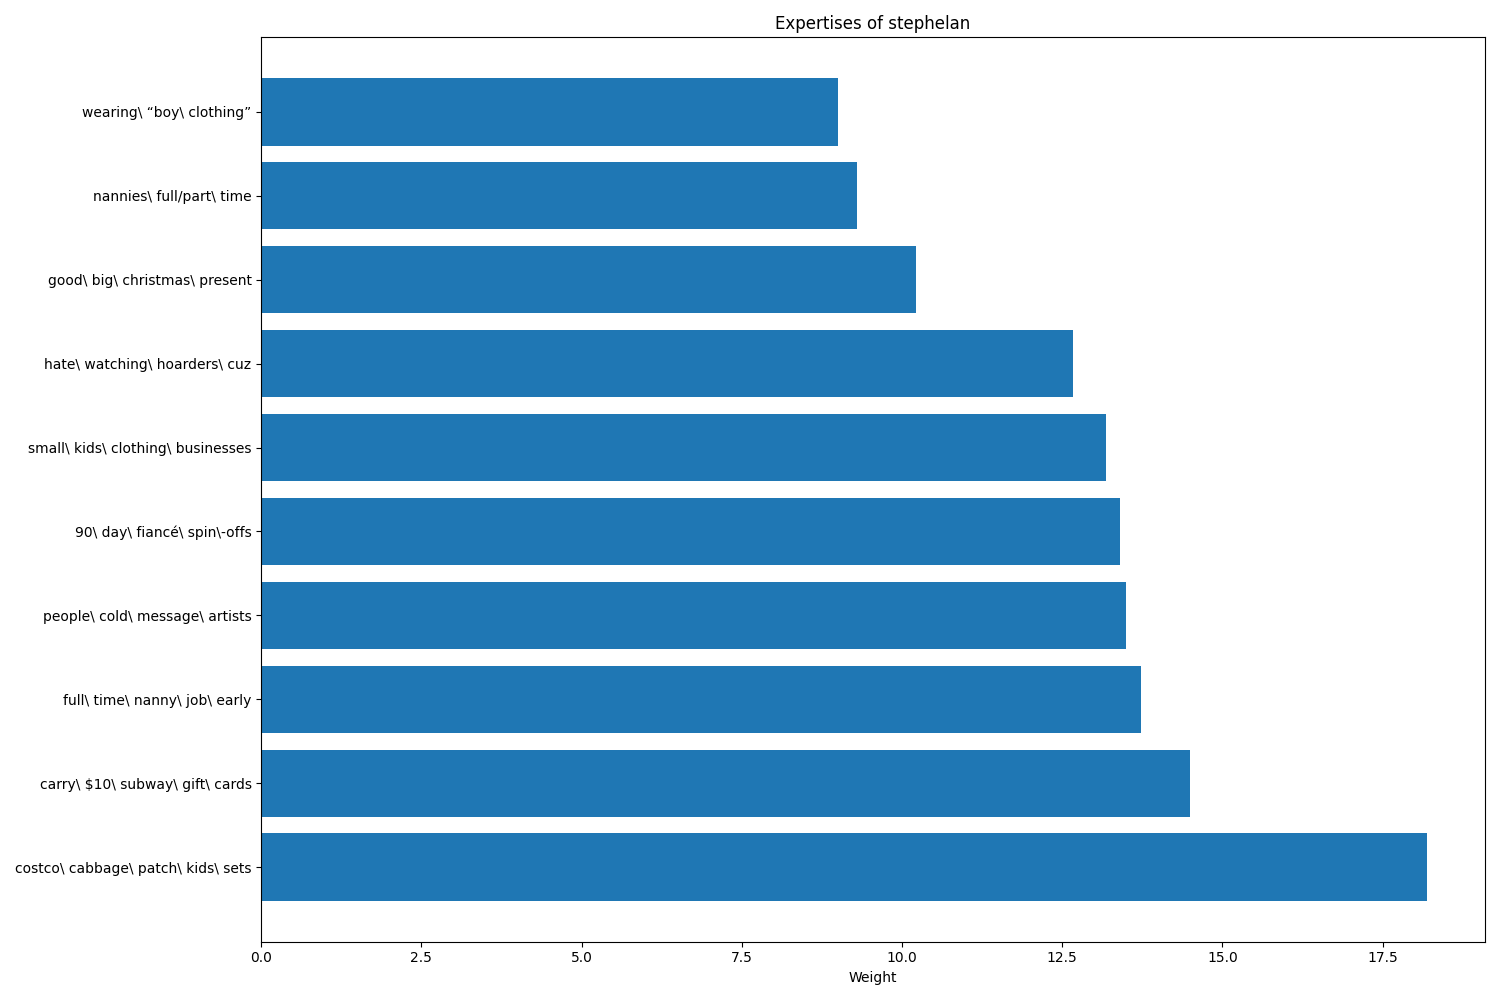 Expertises of stephelan
wearing\ “boy\ clothing”
nannies\ full/part\ time
good\ big\ christmas\ present
hate\ watching\ hoarders\ cuz
small\ kids\ clothing\ businesses
90\ day\ fiancé\ spin\-offs
people\ cold\ message\ artists
full\ time\ nanny\ job\ early
carry\ $10\ subway\ gift\ cards
costco\ cabbage\ patch\ kids\ sets
0.0 2.5 5.0 7.5 10.0 12.5 15.0 17.5
Weight